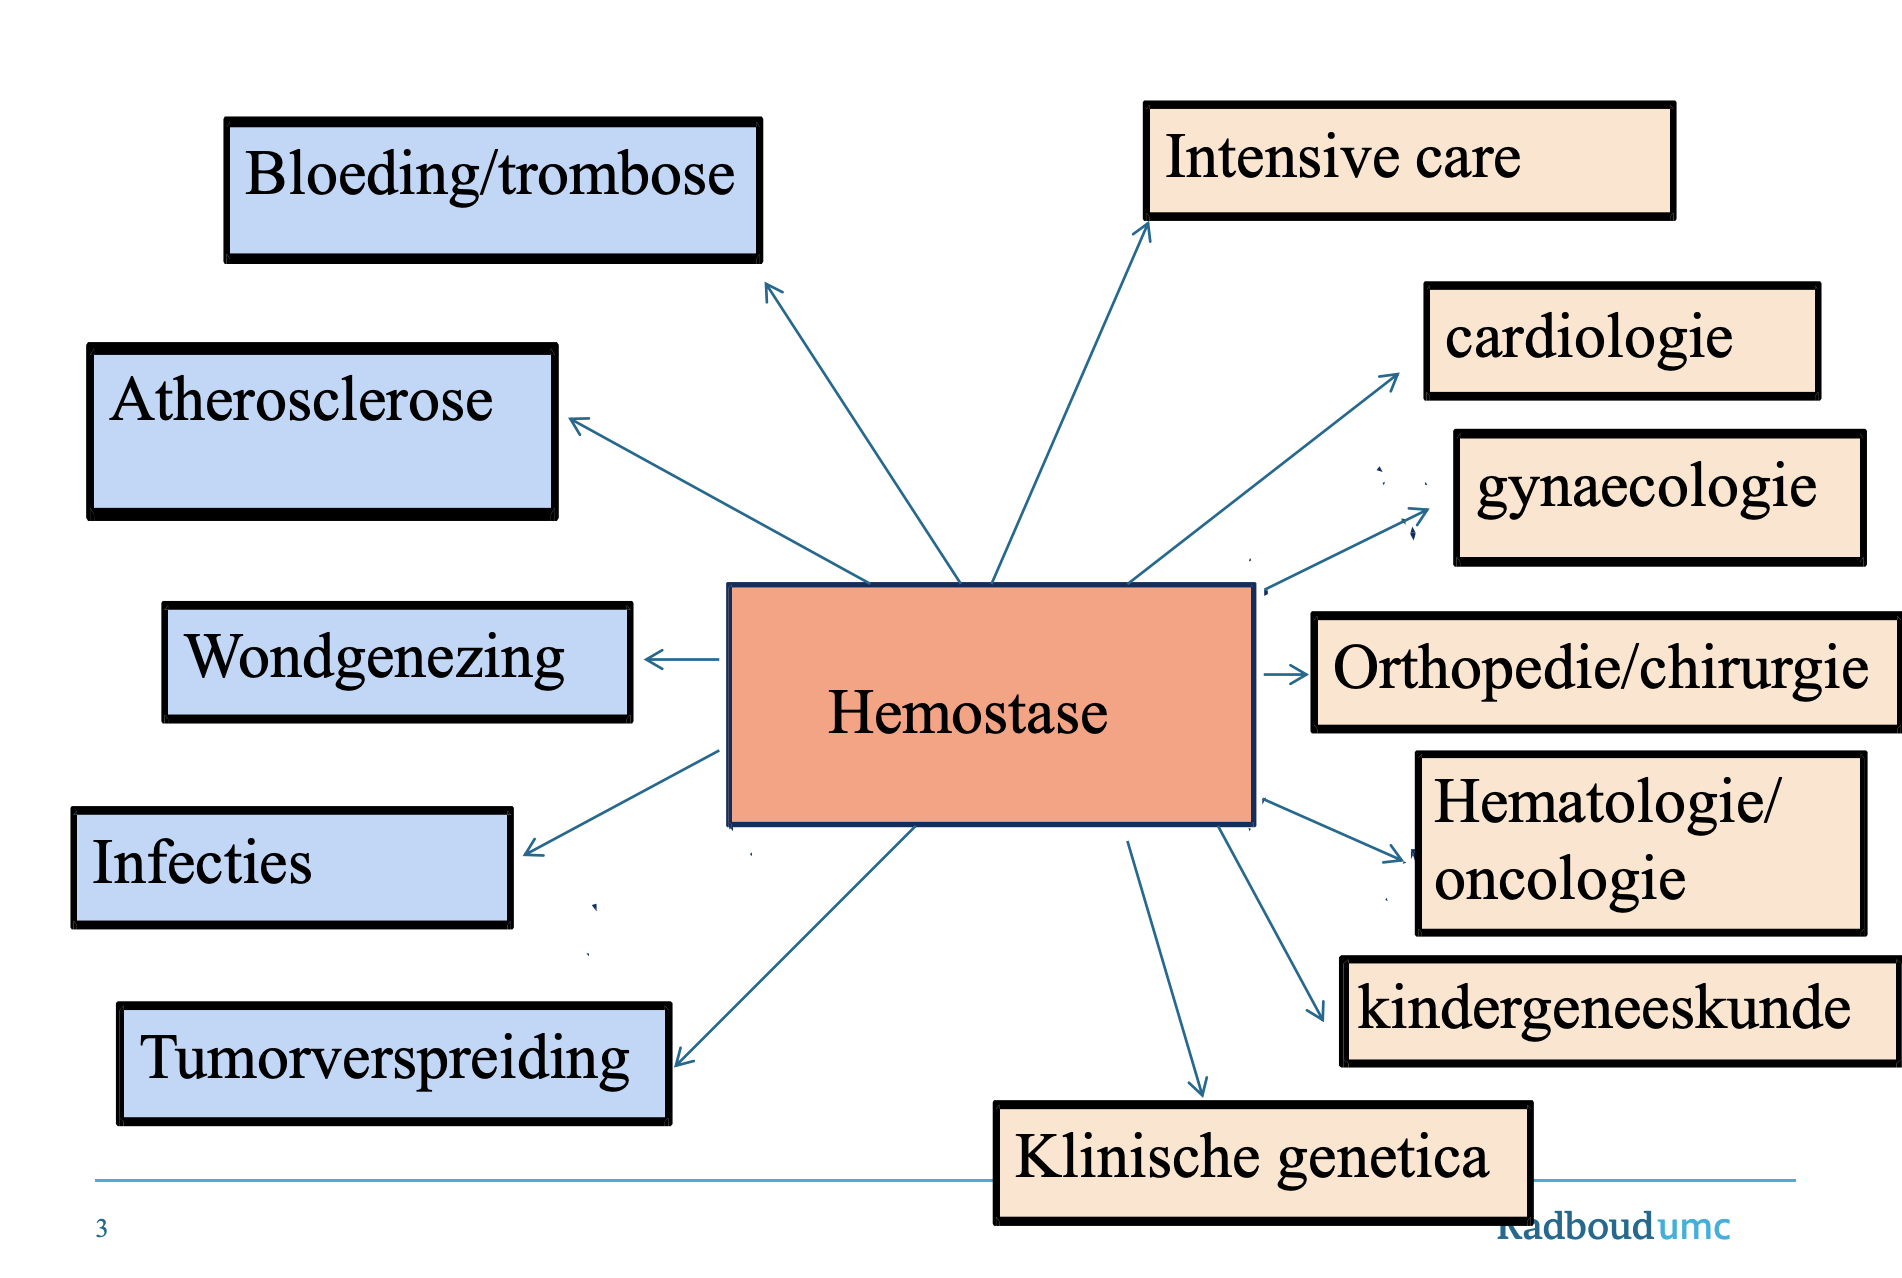 Bloeding/trombose
Intensive care
cardiologie
Atherosclerose
gynaecologie
Wondgenezing
Hemostase
Orthopedie/chirurgie
Hematologie/
oncologie
Infecties
kindergeneeskunde
Tumorverspreiding
Klinische genetica
3
Radboudumc